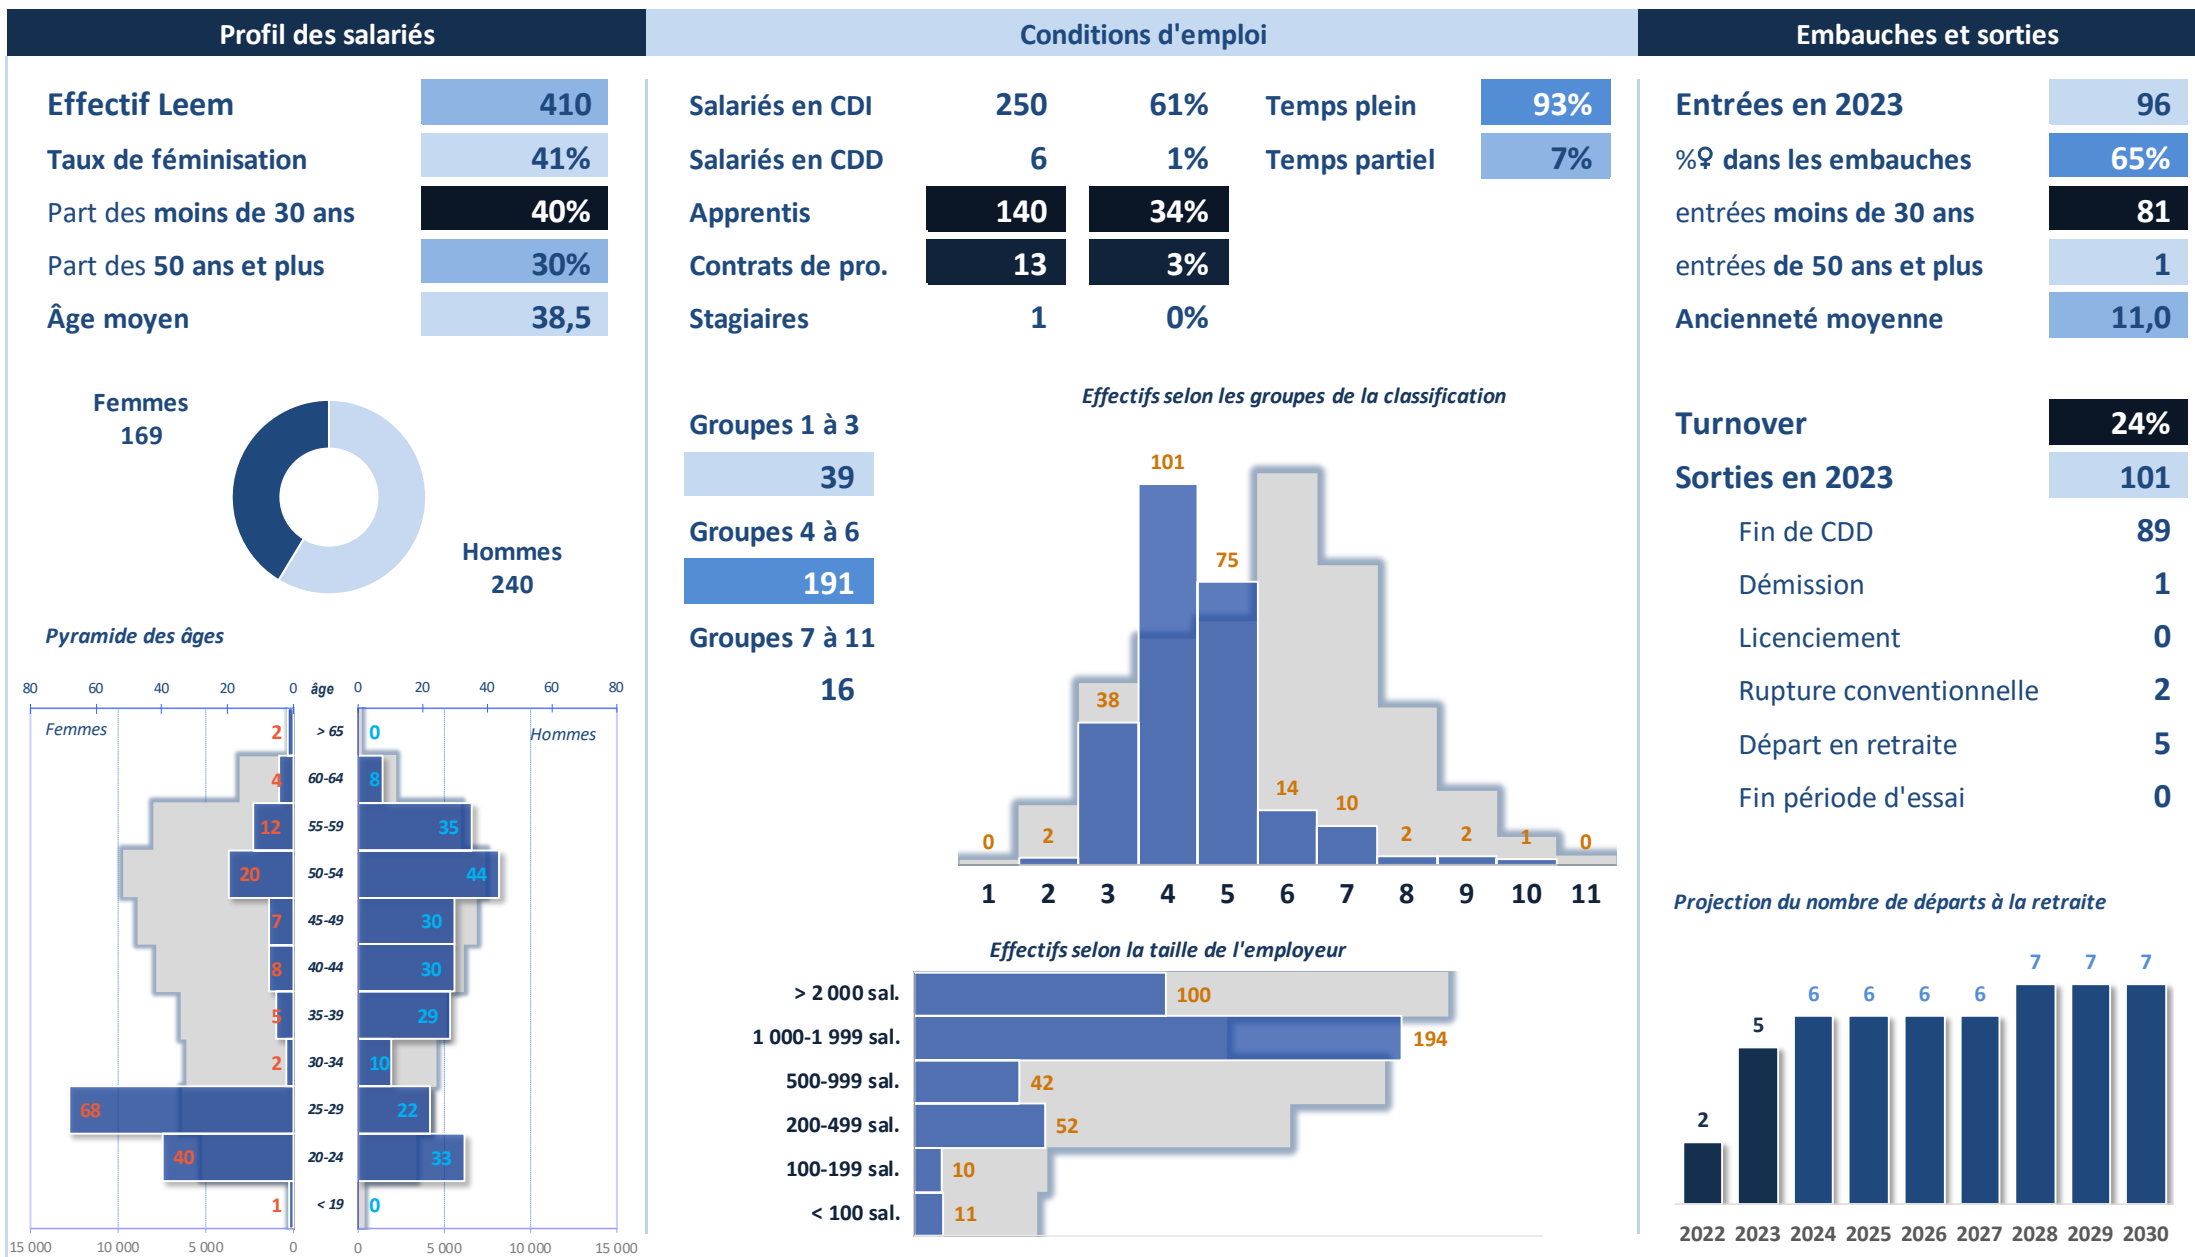 Profil des salariés
Effectif Leem 410
Taux de féminisation 41%
Part des moins de 30 ans 40%
Part des 50 ans et plus 30%
Âge moyen 38,5
Femmes
169
Hommes
240
Pyramide des âges
80 60 40 20 0 âge 0 20 40 60 80
Femmes Hommes
2 > 65 0
4 60-64 8
12 55-59 35
20 50-54 44
7 45-49 30
8 40-44 30
5 35-39 29
2 30-34 10
68 25-29 22
40 20-24 33
1 < 19 0
15 000 10 000 5 000 0 0 5 000 10 000 15 000
Conditions d'emploi
Salariés en CDI 250 61% Temps plein 93%
Salariés en CDD 6 1% Temps partiel 7%
Apprentis 140 34%
Contrats de pro. 13 3%
Stagiaires 1 0%
Groupes 1 à 3
39
Groupes 4 à 6
191
Groupes 7 à 11
16
Effectifs selon les groupes de la classification
0 2 38 101 75 14 10 2 2 1 0
1 2 3 4 5 6 7 8 9 10 11
Effectifs selon la taille de l'employeur
> 2 000 sal. 100
1 000-1 999 sal. 194
500-999 sal. 42
200-499 sal. 52
100-199 sal. 10
< 100 sal. 11
Embauches et sorties
Entrées en 2023 96
%♀ dans les embauches 65%
entrées moins de 30 ans 81
entrées de 50 ans et plus 1
Ancienneté moyenne 11,0
Turnover 24%
Sorties en 2023 101
Fin de CDD 89
Démission 1
Licenciement 0
Rupture conventionnelle 2
Départ en retraite 5
Fin période d'essai 0
Projection du nombre de départs à la retraite
2 5 6 6 6 6 7 7 7
2022 2023 2024 2025 2026 2027 2028 2029 2030